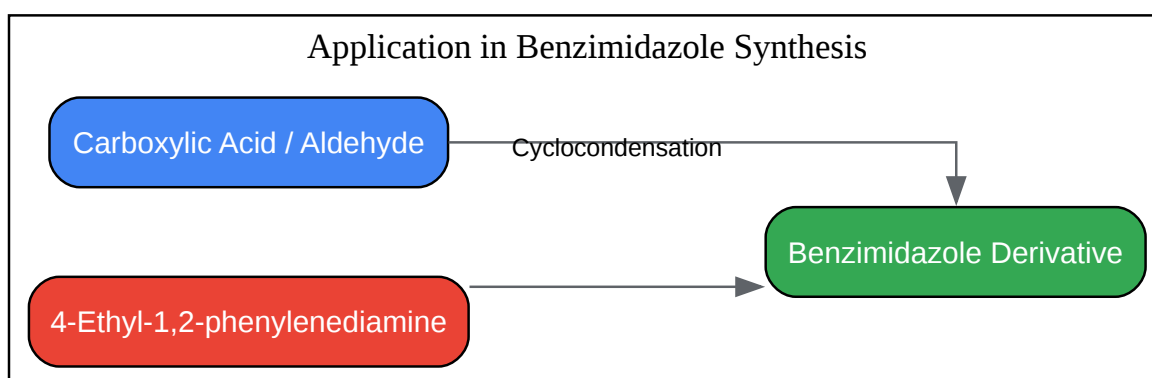 Application in Benzimidazole Synthesis
Carboxylic Acid / Aldehyde
Cyclocondensation
Benzimidazole Derivative
4-Ethyl-1,2-phenylenediamine